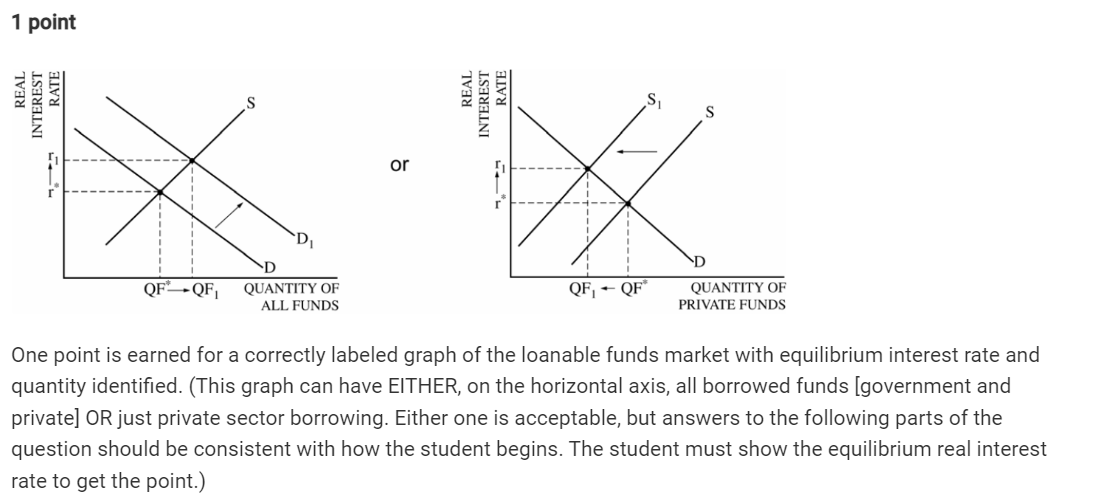 1 point
REAL
INTEREST
RATE
S
r₁
r*
D₁
D
QF*→QF₁
QUANTITY OF
ALL FUNDS
or
REAL
INTEREST
RATE
S₁
S
r₁
r*
D
QF₁ ← QF*
QUANTITY OF
PRIVATE FUNDS
One point is earned for a correctly labeled graph of the loanable funds market with equilibrium interest rate and
quantity identified. (This graph can have EITHER, on the horizontal axis, all borrowed funds [government and
private] OR just private sector borrowing. Either one is acceptable, but answers to the following parts of the
question should be consistent with how the student begins. The student must show the equilibrium real interest
rate to get the point.)